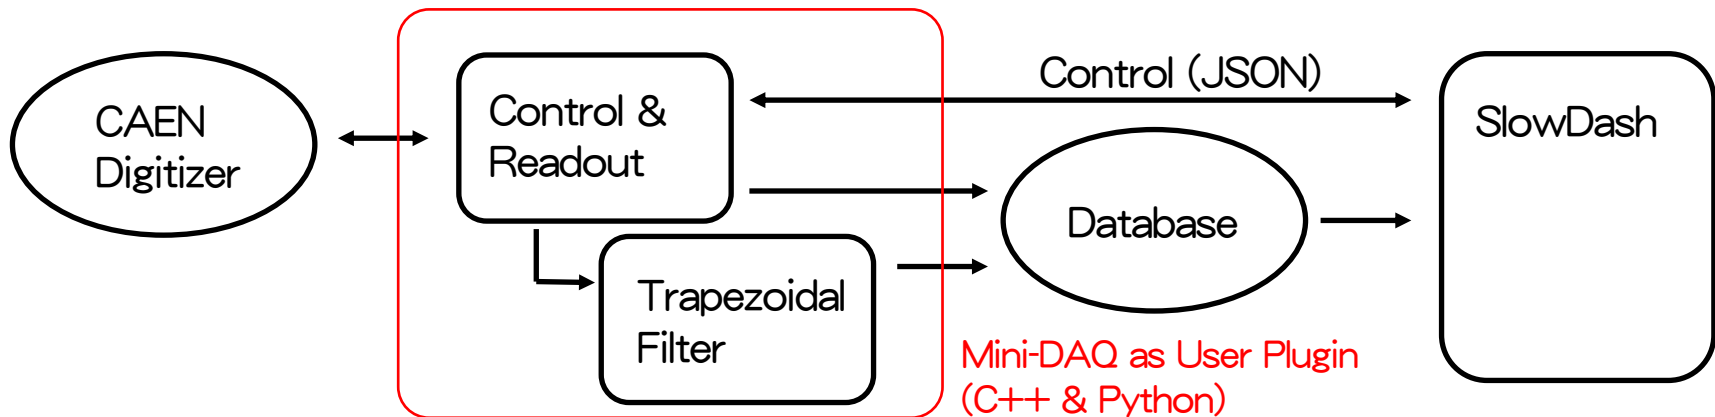 CAEN
Digitizer
Control &
Readout
Trapezoidal
Filter
Control (JSON)
Database
SlowDash
Mini-DAQ as User Plugin
(C++ & Python)